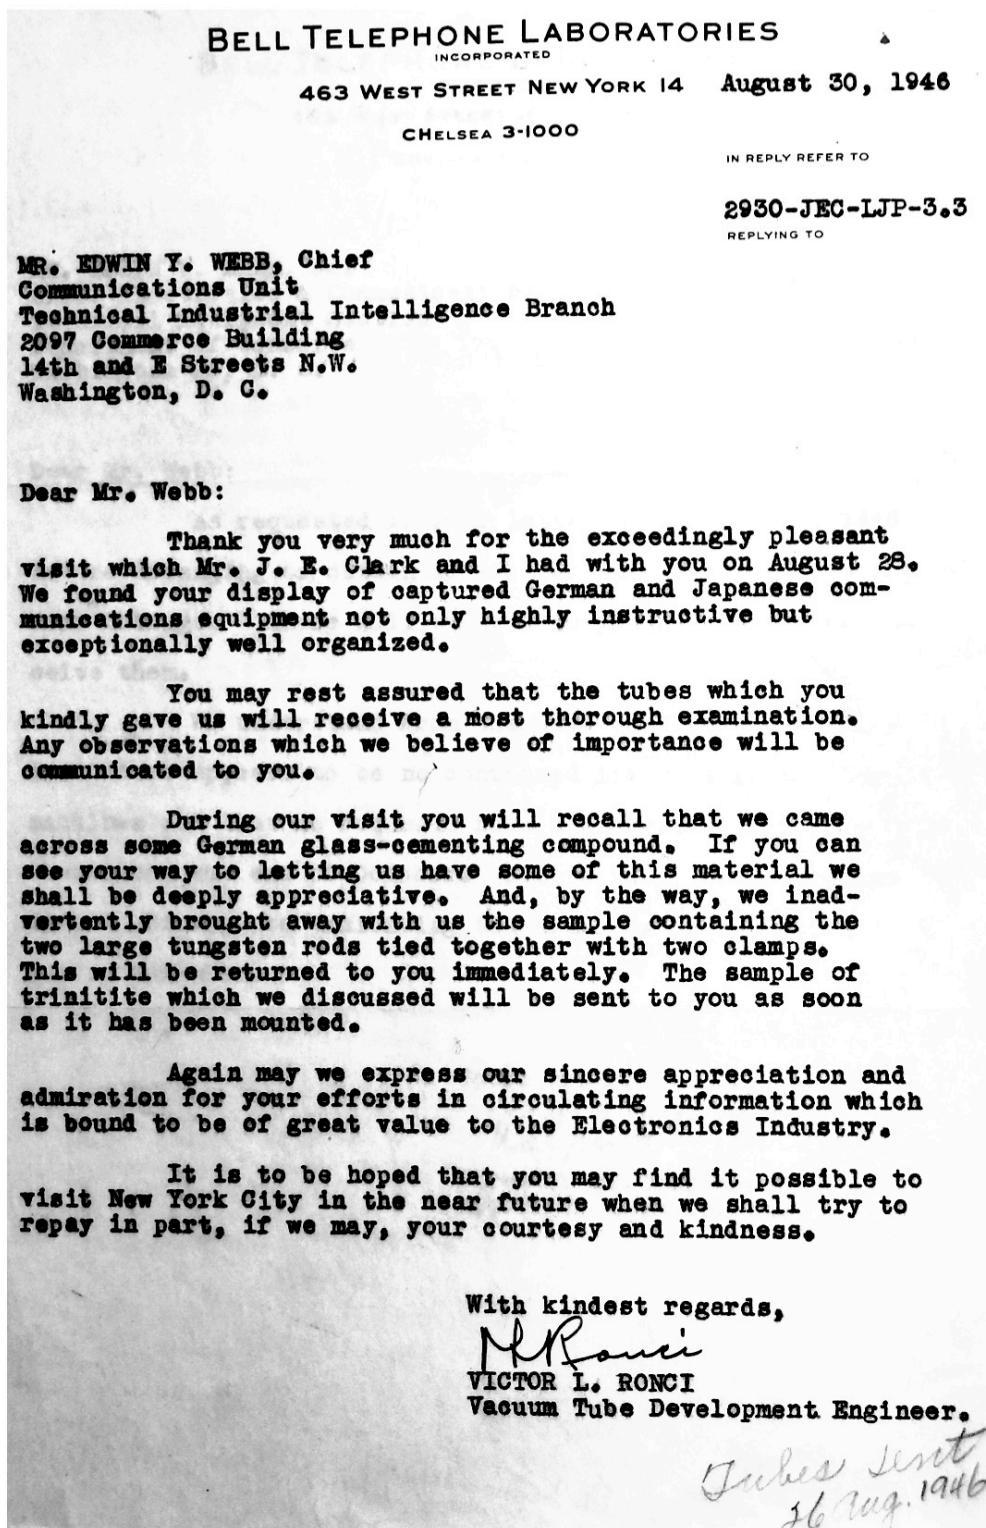 BELL TELEPHONE LABORATORIES
INCORPORATED
463 WEST STREET NEW YORK 14 August 30, 1946
CHELSEA 3-1000
IN REPLY REFER TO
2930-JEC-LJP-3.3
REPLYING TO
MR. EDWIN Y. WEBB, Chief
Communications Unit
Technical Industrial Intelligence Branch
2097 Commerce Building
14th and E Streets N.W.
Washington, D. C.
Dear Mr. Webb:
Thank you very much for the exceedingly pleasant
visit which Mr. J. E. Clark and I had with you on August 28.
We found your display of captured German and Japanese com-
munications equipment not only highly instructive but
exceptionally well organized.
You may rest assured that the tubes which you
kindly gave us will receive a most thorough examination.
Any observations which we believe of importance will be
communicated to you.
During our visit you will recall that we came
across some German glass-cementing compound. If you can
see your way to letting us have some of this material we
shall be deeply appreciative. And, by the way, we inad-
vertently brought away with us the sample containing the
two large tungsten rods tied together with two clamps.
This will be returned to you immediately. The sample of
trinitite which we discussed will be sent to you as soon
as it has been mounted.
Again may we express our sincere appreciation and
admiration for your efforts in circulating information which
is bound to be of great value to the Electronics Industry.
It is to be hoped that you may find it possible to
visit New York City in the near future when we shall try to
repay in part, if we may, your courtesy and kindness.
With kindest regards,
VL Ronci
VICTOR L. RONCI
Vacuum Tube Development Engineer.
Tubes sent
26 Aug. 1946